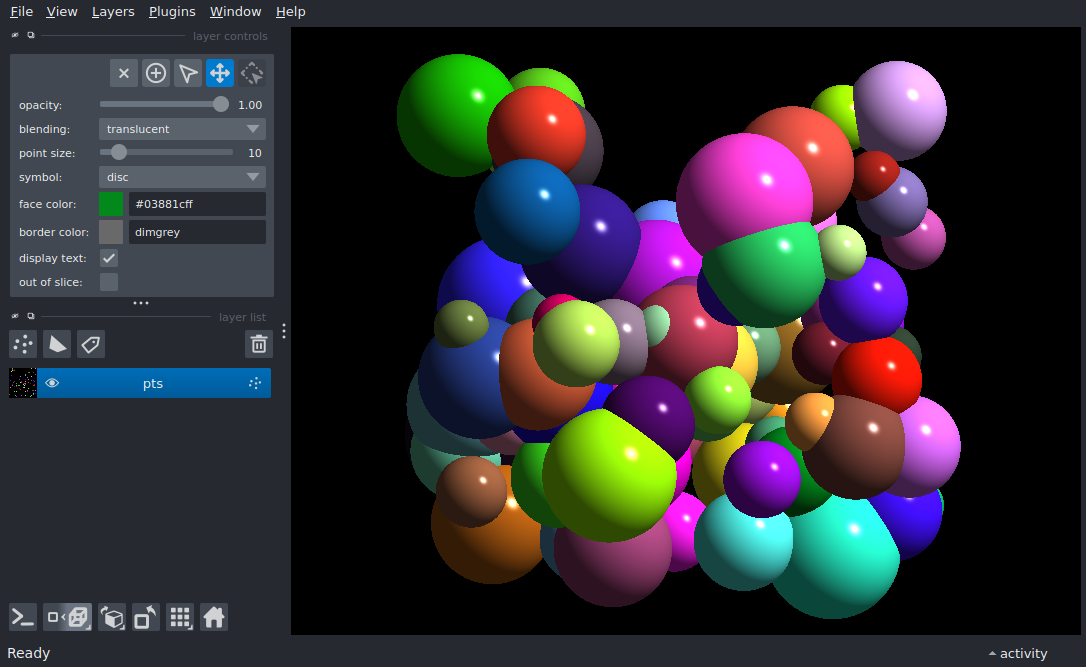 File View Layers Plugins Window Help
layer controls
opacity: 1.00
blending: translucent
point size: 10
symbol: disc
face color: #03881cff
border color: dimgrey
display text:
out of slice:
layer list
pts
Ready activity